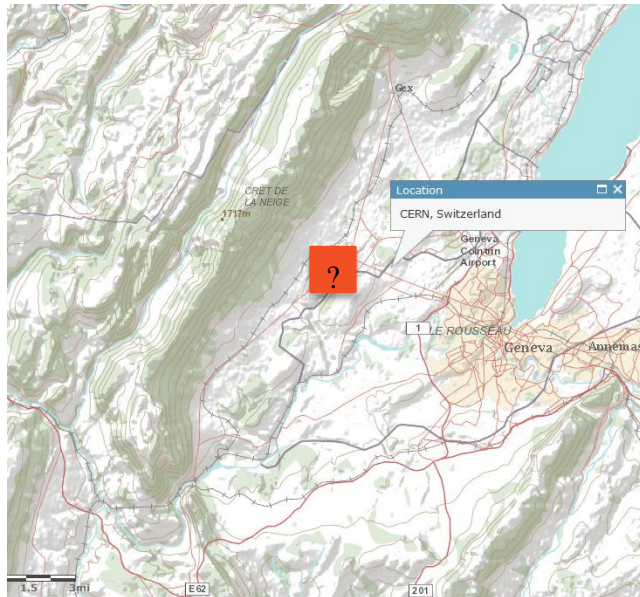 Gex
CRET DE
LA NEIGE
1717m
Location
CERN, Switzerland
Geneva
Cointrin
Airport
?
1
LE ROUSSEAU
Geneva
Annemas
E62
201
1.5 3mi